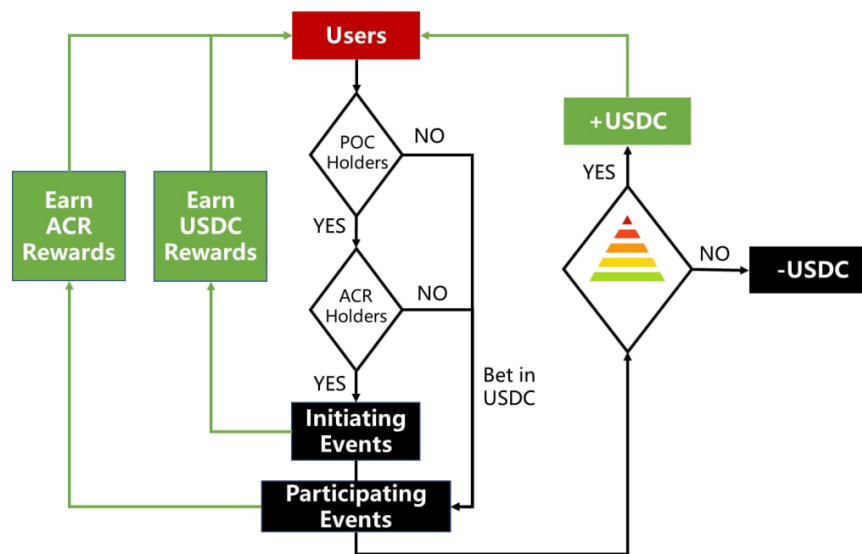 Users
POC
Holders
NO
YES
ACR
Holders
NO
YES
Initiating
Events
Participating
Events
Bet in
USDC
Earn
ACR
Rewards
Earn
USDC
Rewards
+USDC
YES
NO
-USDC